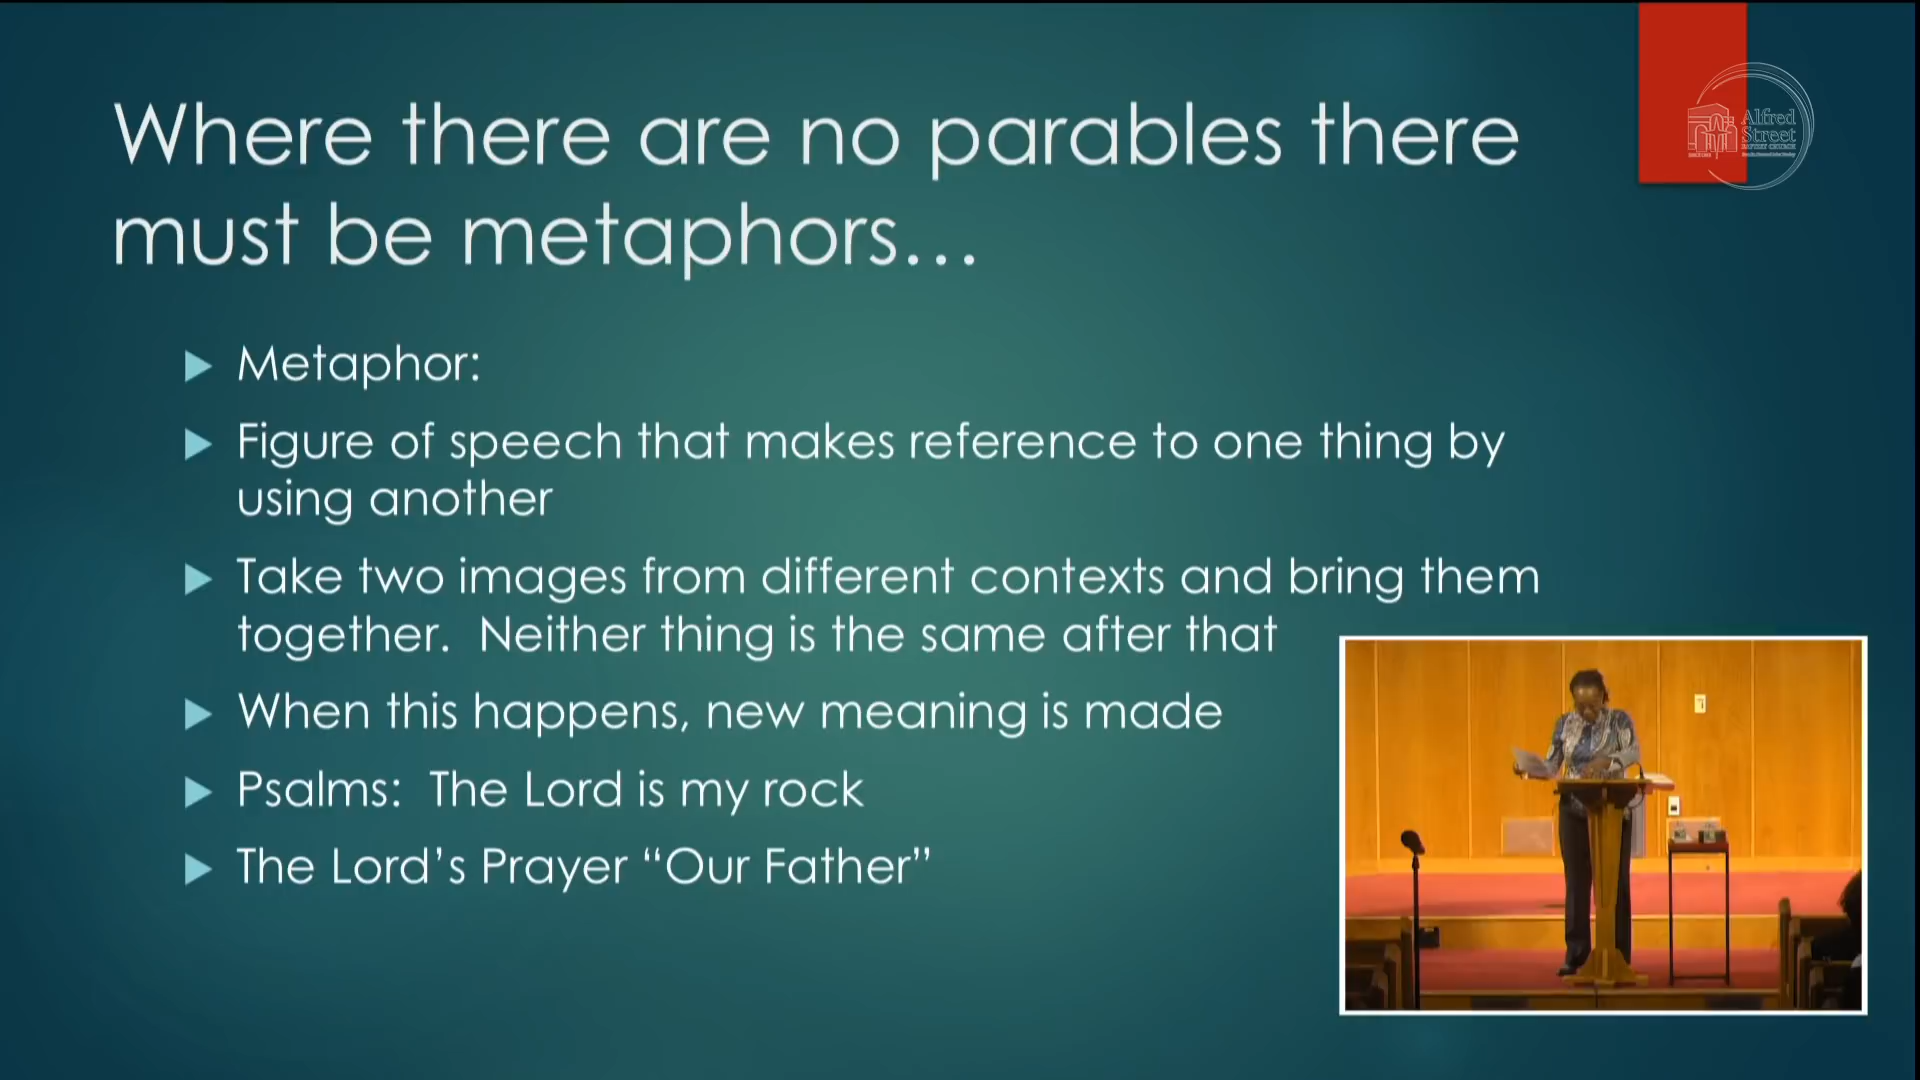 Where there are no parables there
must be metaphors...
Metaphor:
Figure of speech that makes reference to one thing by
using another
Take two images from different contexts and bring them
together.  Neither thing is the same after that
When this happens, new meaning is made
Psalms:  The Lord is my rock
The Lord’s Prayer “Our Father”
Alfred
Street
BAPTIST CHURCH